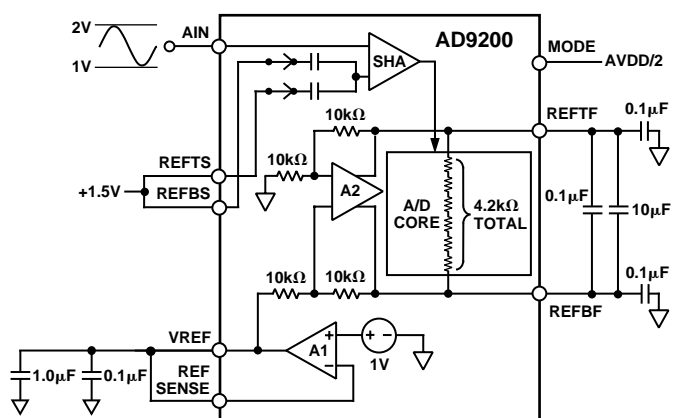 2V
1V
AIN
AD9200
MODE
AVDD/2
SHA
REFTF
0.1µF
10kΩ
10kΩ
REFTS
REFBS
+1.5V
A2
A/D
CORE
4.2kΩ
TOTAL
0.1µF
10µF
10kΩ
10kΩ
0.1µF
REFBF
VREF
A1
+
–
+
–
1V
1.0µF
0.1µF
REF
SENSE